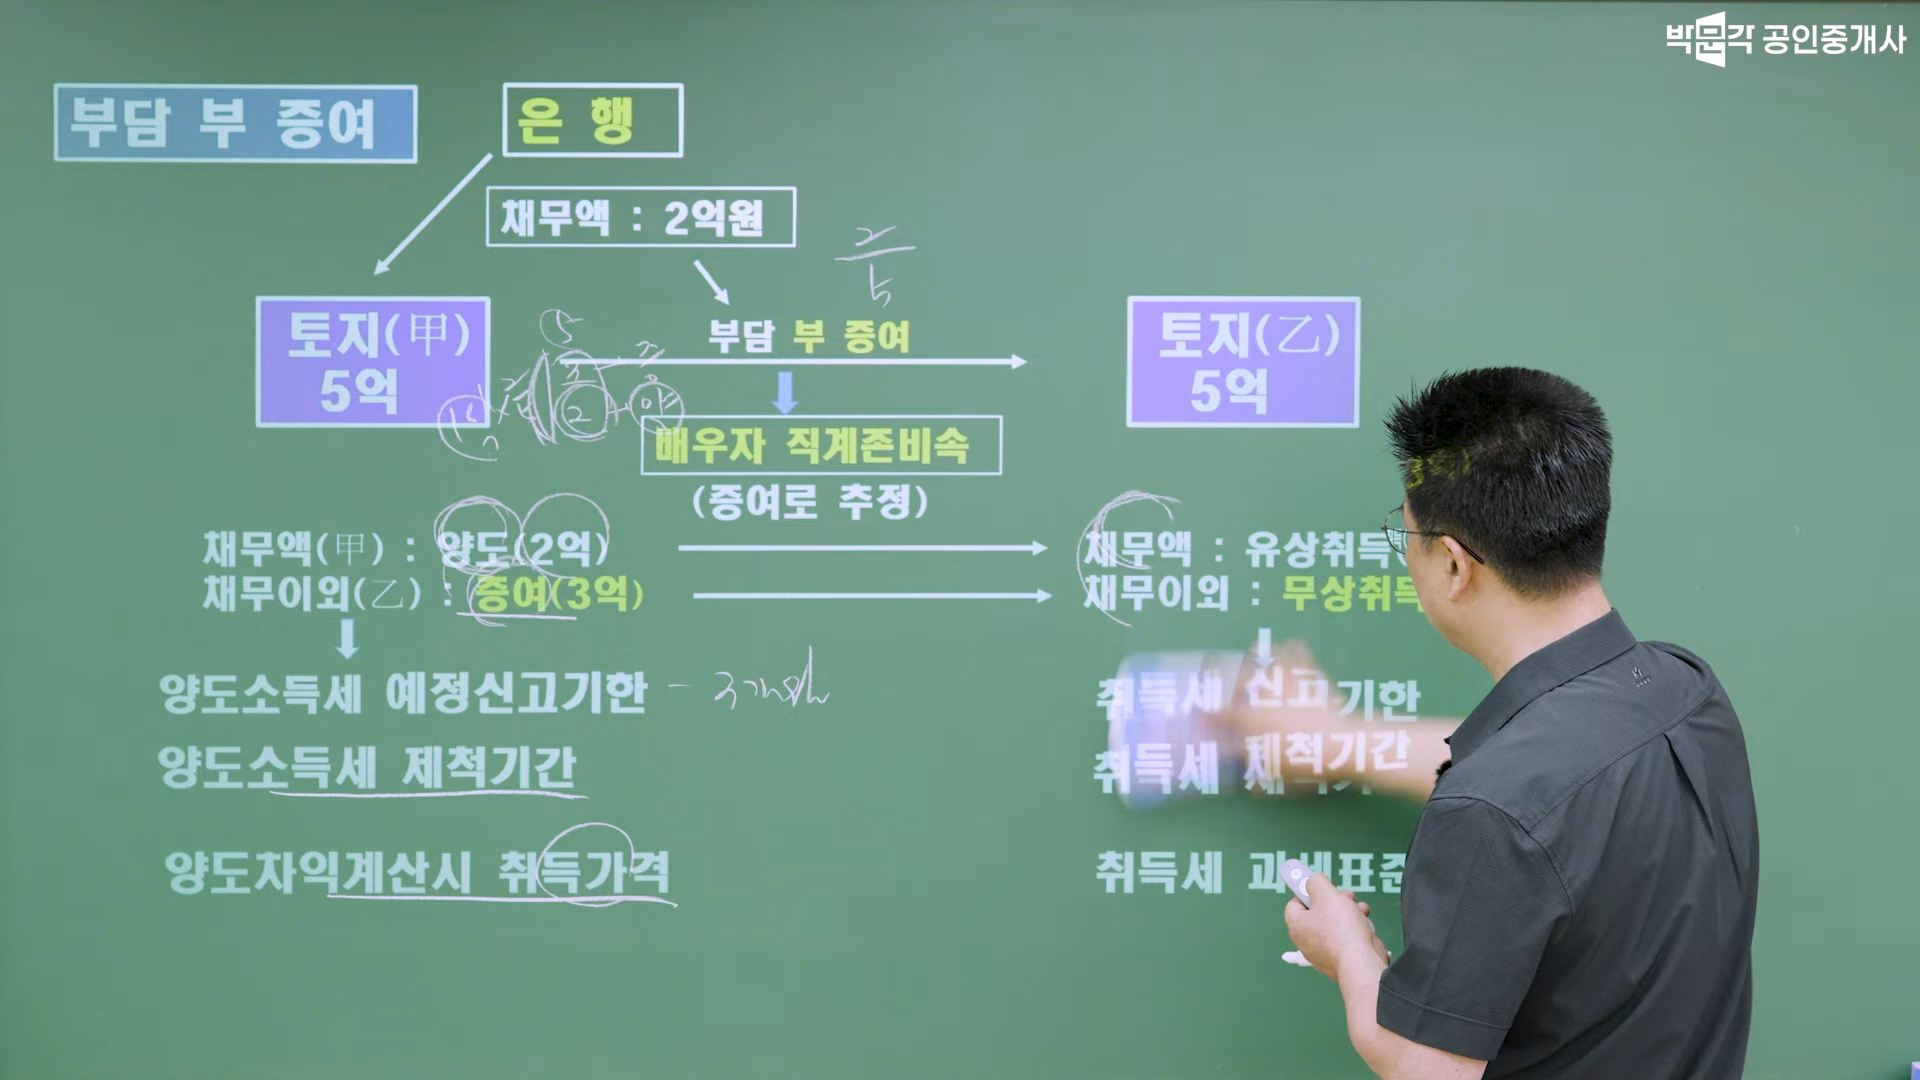 박문각 공인중개사
부담 부 증여
은 행
채무액 : 2억원
2
5
토지(甲)
5억
5
부담 부 증여
토지(乙)
5억
2
배우자 직계존비속
(증여로 추정)
채무액(甲) : 양도(2억)
채무액 : 유상취득
채무이외(乙) : 증여(3억)
채무이외 : 무상취득
양도소득세 예정신고기한 - 3개월
취득세 신고기한
양도소득세 제척기간
취득세 제척기간
양도차익계산시 취득가격
취득세 과세표준